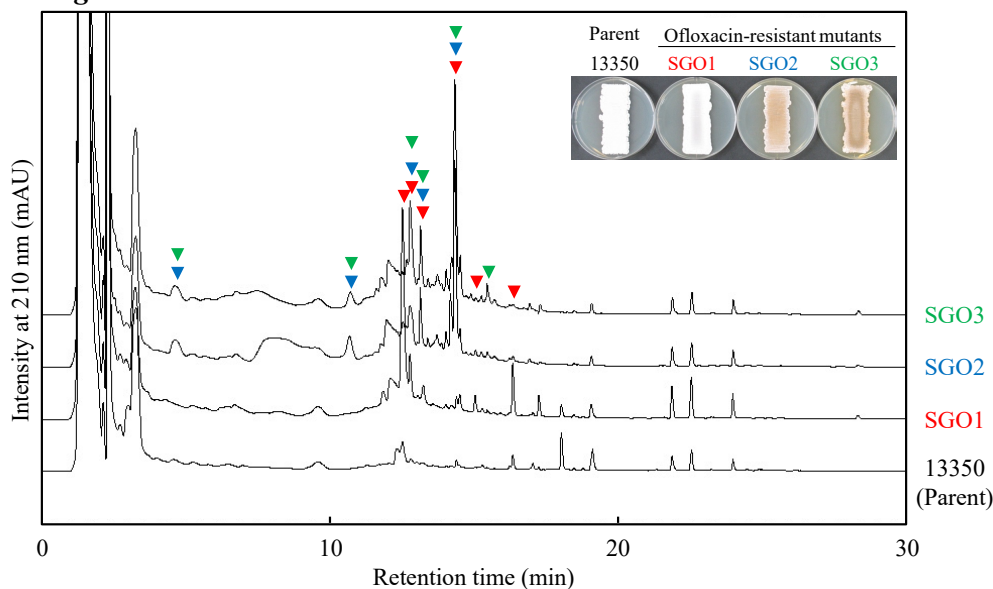 Parent
Ofloxacin-resistant mutants
13350
SGO1
SGO2
SGO3
Intensity at 210 nm (mAU)
SGO3
SGO2
SGO1
13350
(Parent)
0
10
20
30
Retention time (min)